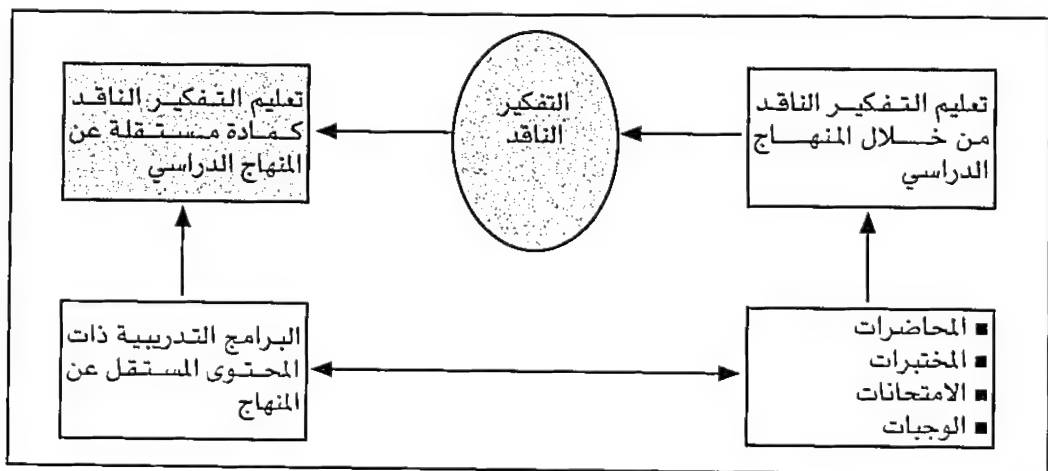 تعليم التفكير الناقد
من خلال المنهاج
الدراسي
التفكير
الناقد
تعليم التفكير الناقد
كمادة مستقلة عن
المنهاج الدراسي
■ المحاضرات
■ المختبرات
■ الامتحانات
■ الوجبات
البرامج التدريبية ذات
المحتوى المستقل عن
المنهاج